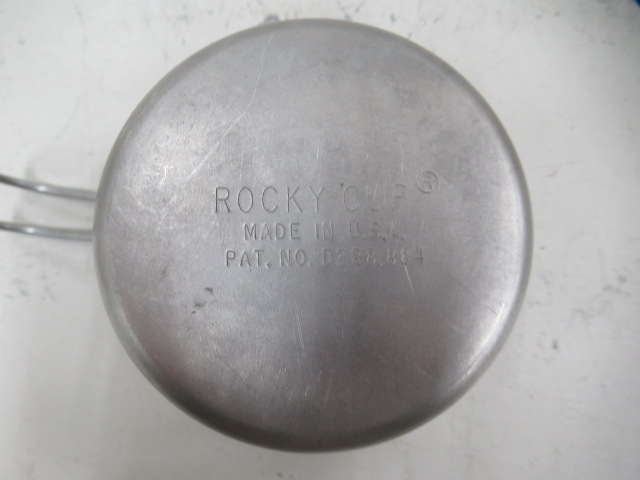 ROCKY CUP®
MADE IN U.S.A.
PAT. NO.